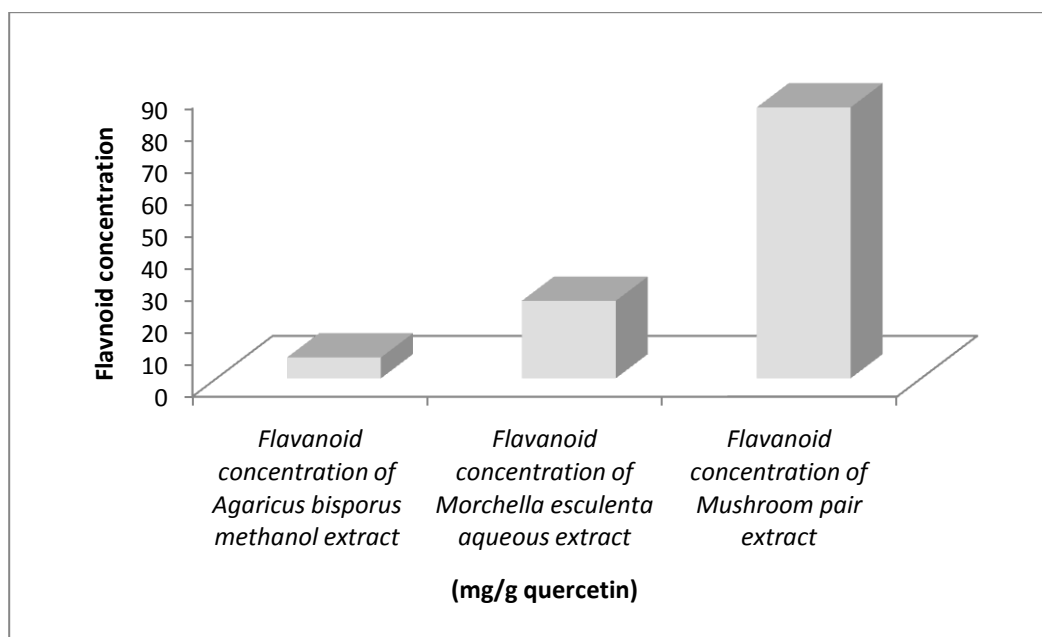 90
80
70
60
50
40
30
20
10
0
Flavnoid concentration
Flavanoid
concentration of
Agaricus bisporus
methanol extract
Flavanoid
concentration of
Morchella esculenta
aqueous extract
Flavanoid
concentration of
Mushroom pair
extract
(mg/g quercetin)